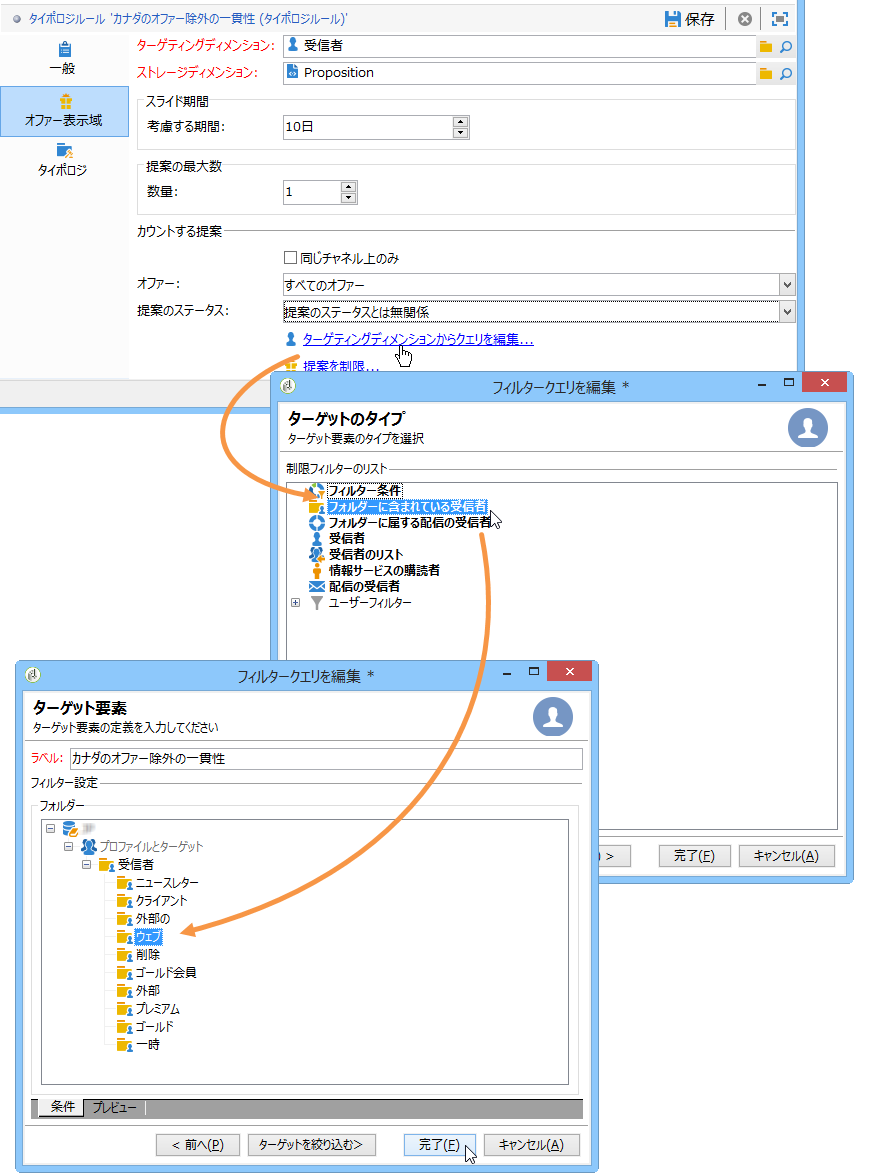 タイポロジルール 'カナダのオファー除外の一貫性 (タイポロジルール)'
保存
一般
オファー表示域
タイポロジ
ターゲティングディメンション: 受信者
ストレージディメンション: Proposition
スライド期間
考慮する期間: 10日
提案の最大数
数量: 1
カウントする提案
同じチャネル上のみ
オファー: すべてのオファー
提案のステータス: 提案のステータスとは無関係
ターゲティングディメンションからクエリを編集...
提案を制限...
フィルタークエリを編集 *
ターゲットのタイプ
ターゲット要素のタイプを選択
制限フィルターのリスト
フィルター条件
フォルダーに含まれている受信者
フォルダーに属する配信の受信者
受信者
受信者のリスト
情報サービスの購読者
配信の受信者
ユーザーフィルター
) >
完了(F)
キャンセル(A)
フィルタークエリを編集 *
ターゲット要素
ターゲット要素の定義を入力してください
ラベル: カナダのオファー除外の一貫性
フィルター設定
フォルダー
プロファイルとターゲット
受信者
ニュースレター
クライアント
外部の
ウェブ
削除
ゴールド会員
外部
プレミアム
ゴールド
一時
条件
プレビュー
< 前へ(P)
ターゲットを絞り込む>
完了(F)
キャンセル(A)